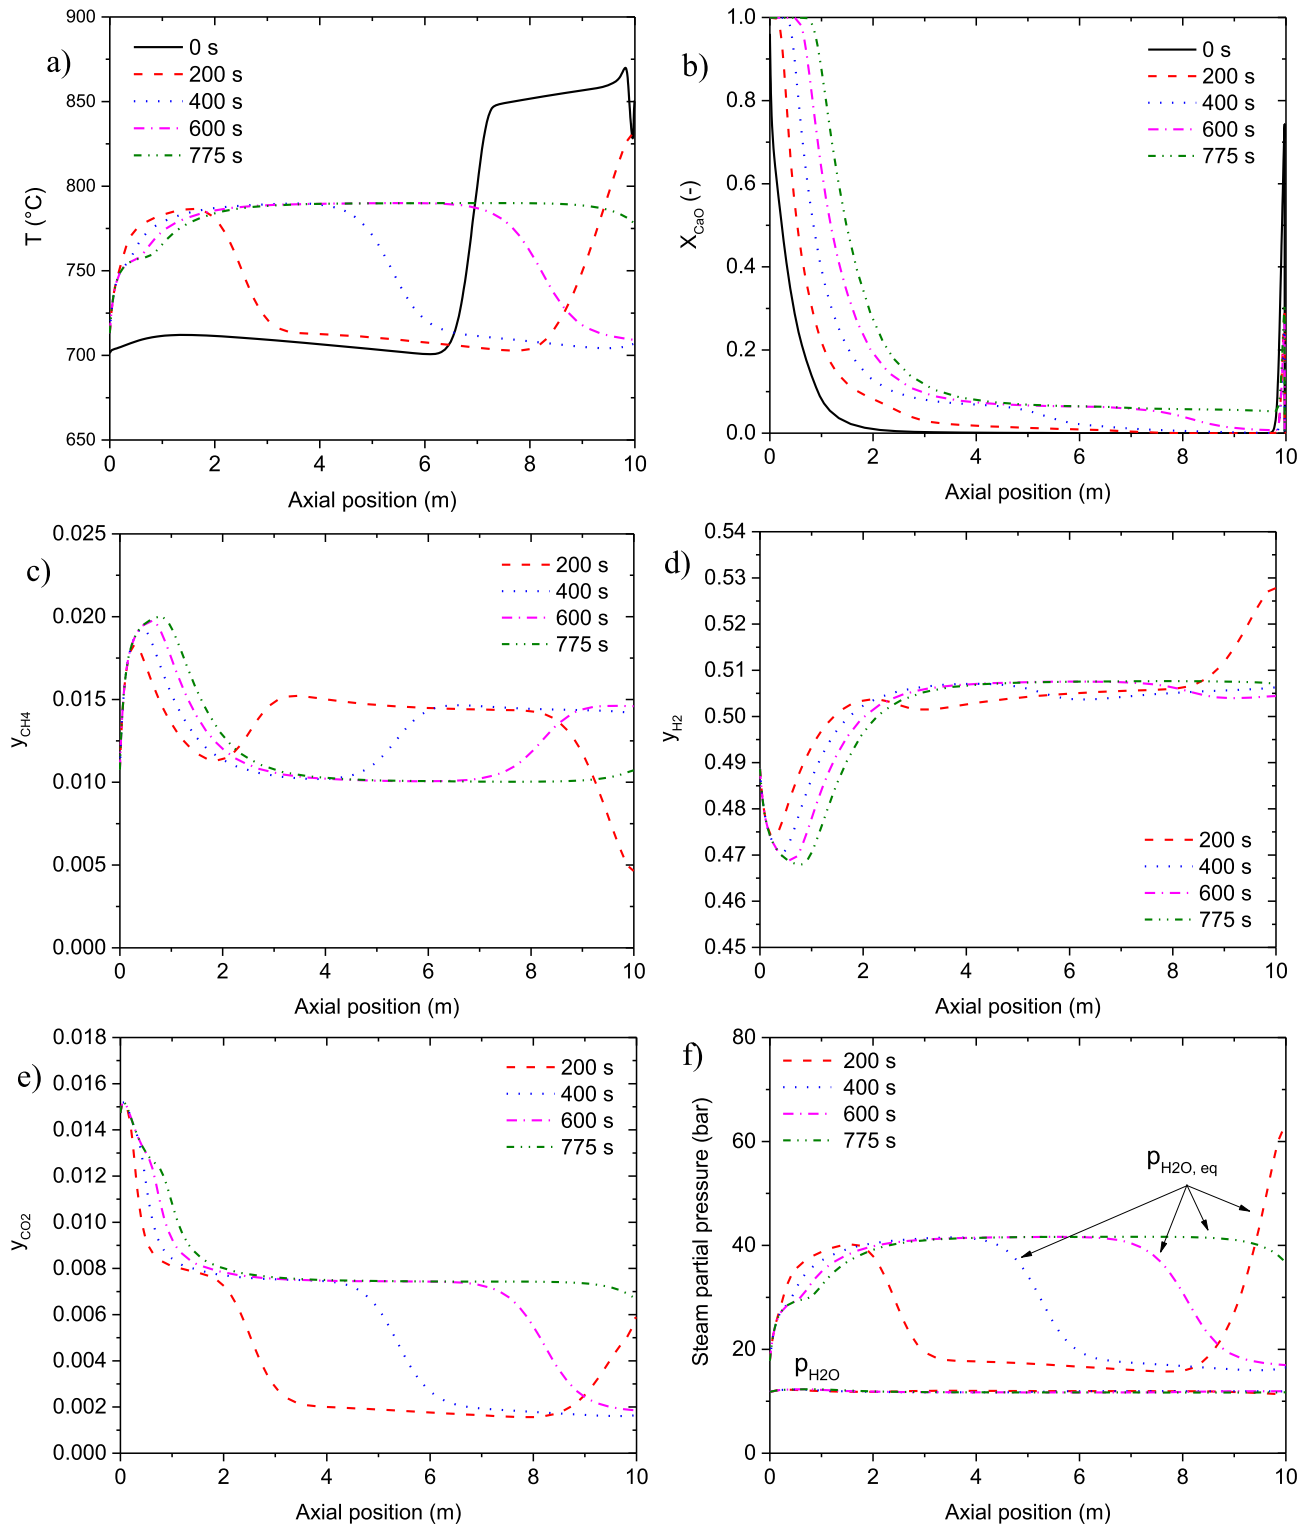 a)
900
850
800
750
700
650
T (°C)
0 s
200 s
400 s
600 s
775 s
0 2 4 6 8 10
Axial position (m)
b)
1.0
0.8
0.6
0.4
0.2
0.0
X_CaO (-)
0 s
200 s
400 s
600 s
775 s
0 2 4 6 8 10
Axial position (m)
c)
0.025
0.020
0.015
0.010
0.005
0.000
y_CH4
200 s
400 s
600 s
775 s
0 2 4 6 8 10
Axial position (m)
d)
0.54
0.53
0.52
0.51
0.50
0.49
0.48
0.47
0.46
0.45
y_H2
200 s
400 s
600 s
775 s
0 2 4 6 8 10
Axial position (m)
e)
0.018
0.016
0.014
0.012
0.010
0.008
0.006
0.004
0.002
0.000
y_CO2
200 s
400 s
600 s
775 s
0 2 4 6 8 10
Axial position (m)
f)
80
60
40
20
0
Steam partial pressure (bar)
200 s
400 s
600 s
775 s
p_H2O, eq
p_H2O
0 2 4 6 8 10
Axial position (m)